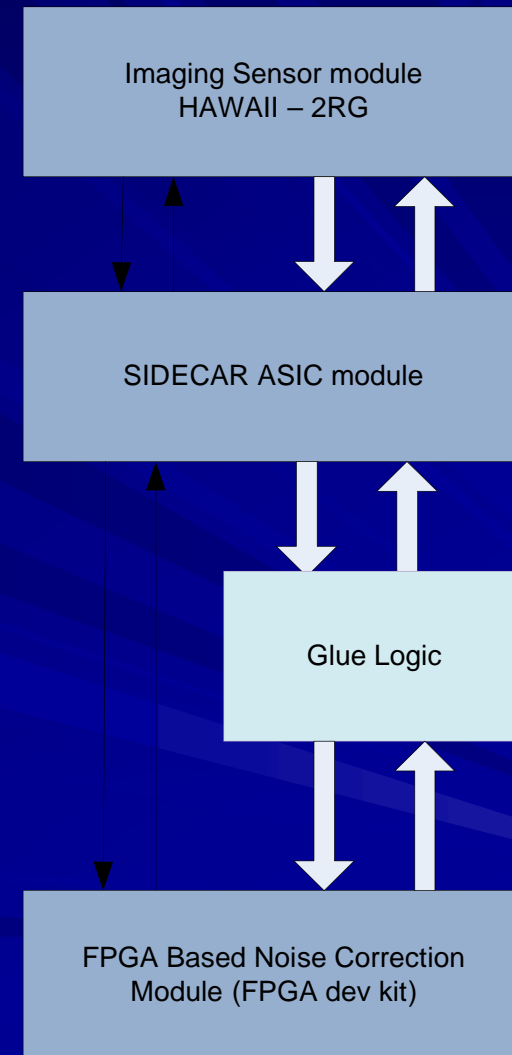 Imaging Sensor module
HAWAII – 2RG
SIDECAR ASIC module
Glue Logic
FPGA Based Noise Correction
Module (FPGA dev kit)